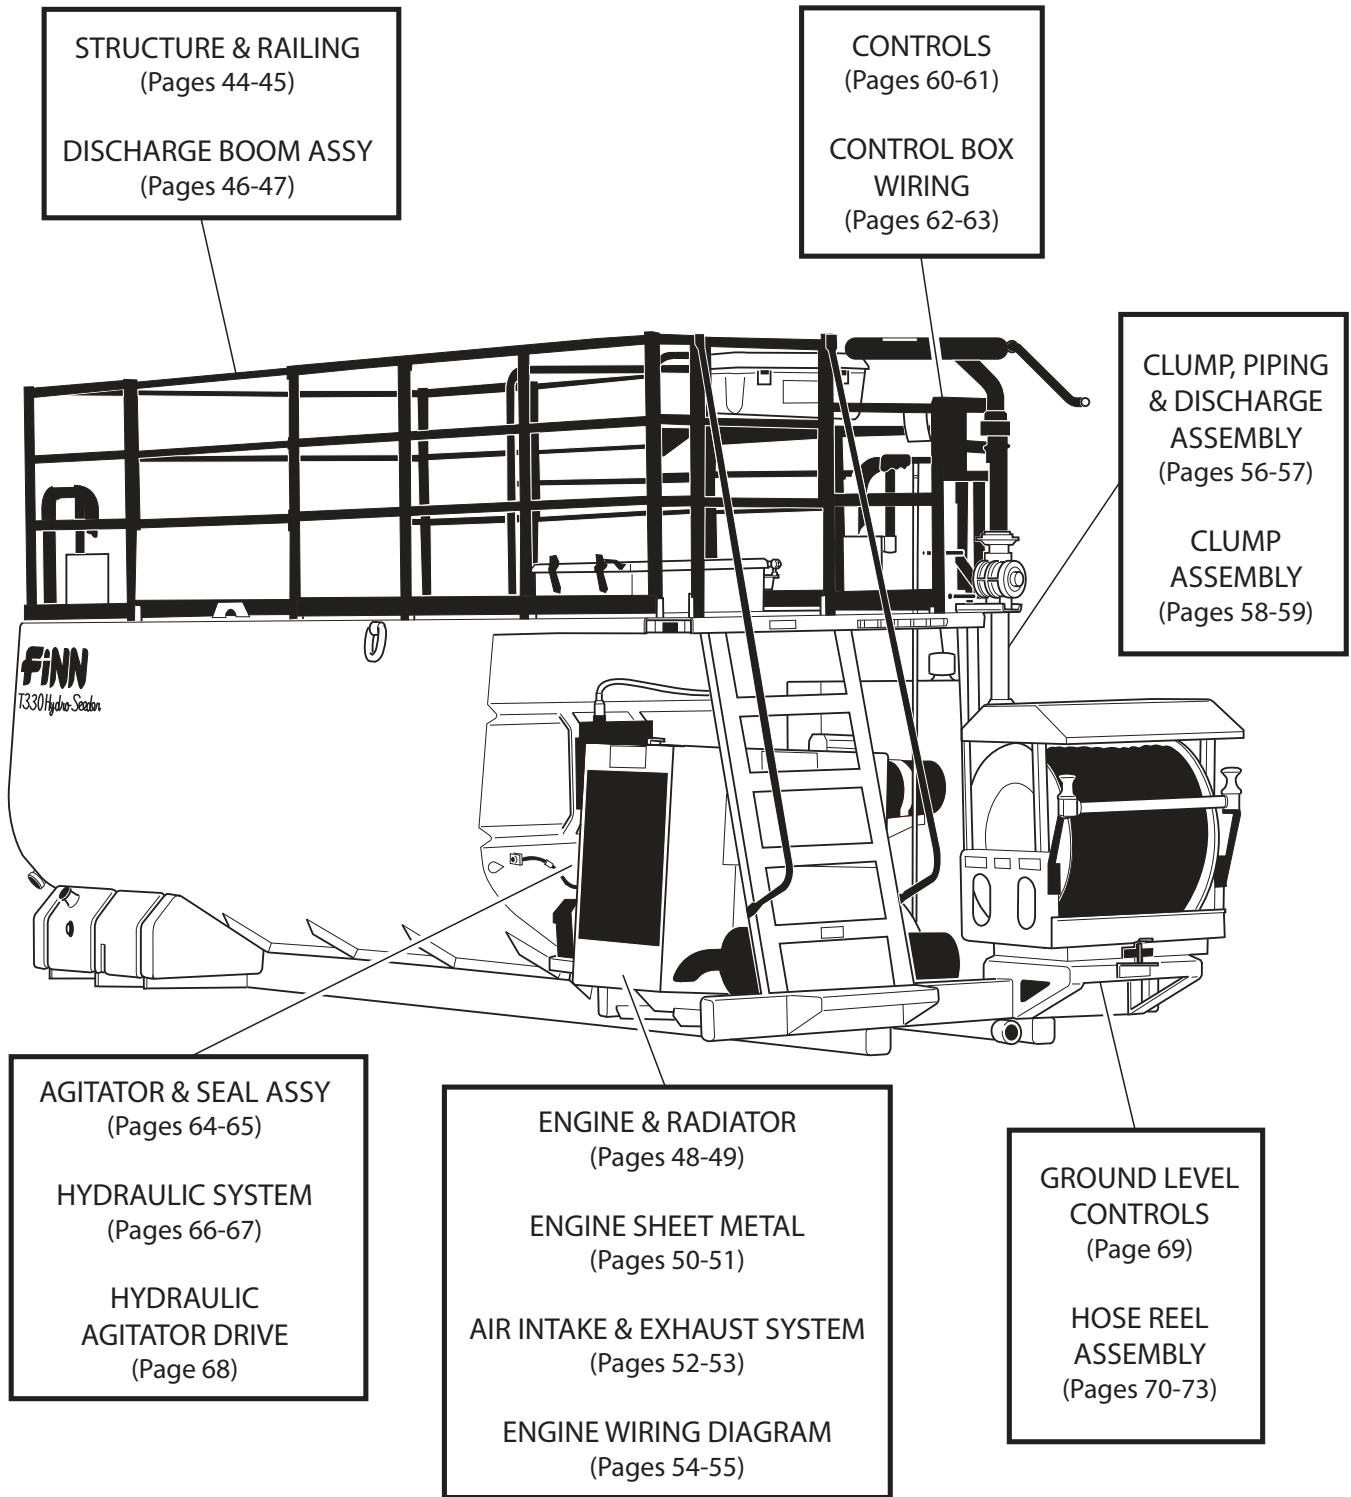 STRUCTURE & RAILING
(Pages 44-45)
DISCHARGE BOOM ASSY
(Pages 46-47)
CONTROLS
(Pages 60-61)
CONTROL BOX
WIRING
(Pages 62-63)
CLUMP, PIPING
& DISCHARGE
ASSEMBLY
(Pages 56-57)
CLUMP
ASSEMBLY
(Pages 58-59)
FINN
T330 Hydro-Seeder
AGITATOR & SEAL ASSY
(Pages 64-65)
HYDRAULIC SYSTEM
(Pages 66-67)
HYDRAULIC
AGITATOR DRIVE
(Page 68)
ENGINE & RADIATOR
(Pages 48-49)
ENGINE SHEET METAL
(Pages 50-51)
AIR INTAKE & EXHAUST SYSTEM
(Pages 52-53)
ENGINE WIRING DIAGRAM
(Pages 54-55)
GROUND LEVEL
CONTROLS
(Page 69)
HOSE REEL
ASSEMBLY
(Pages 70-73)